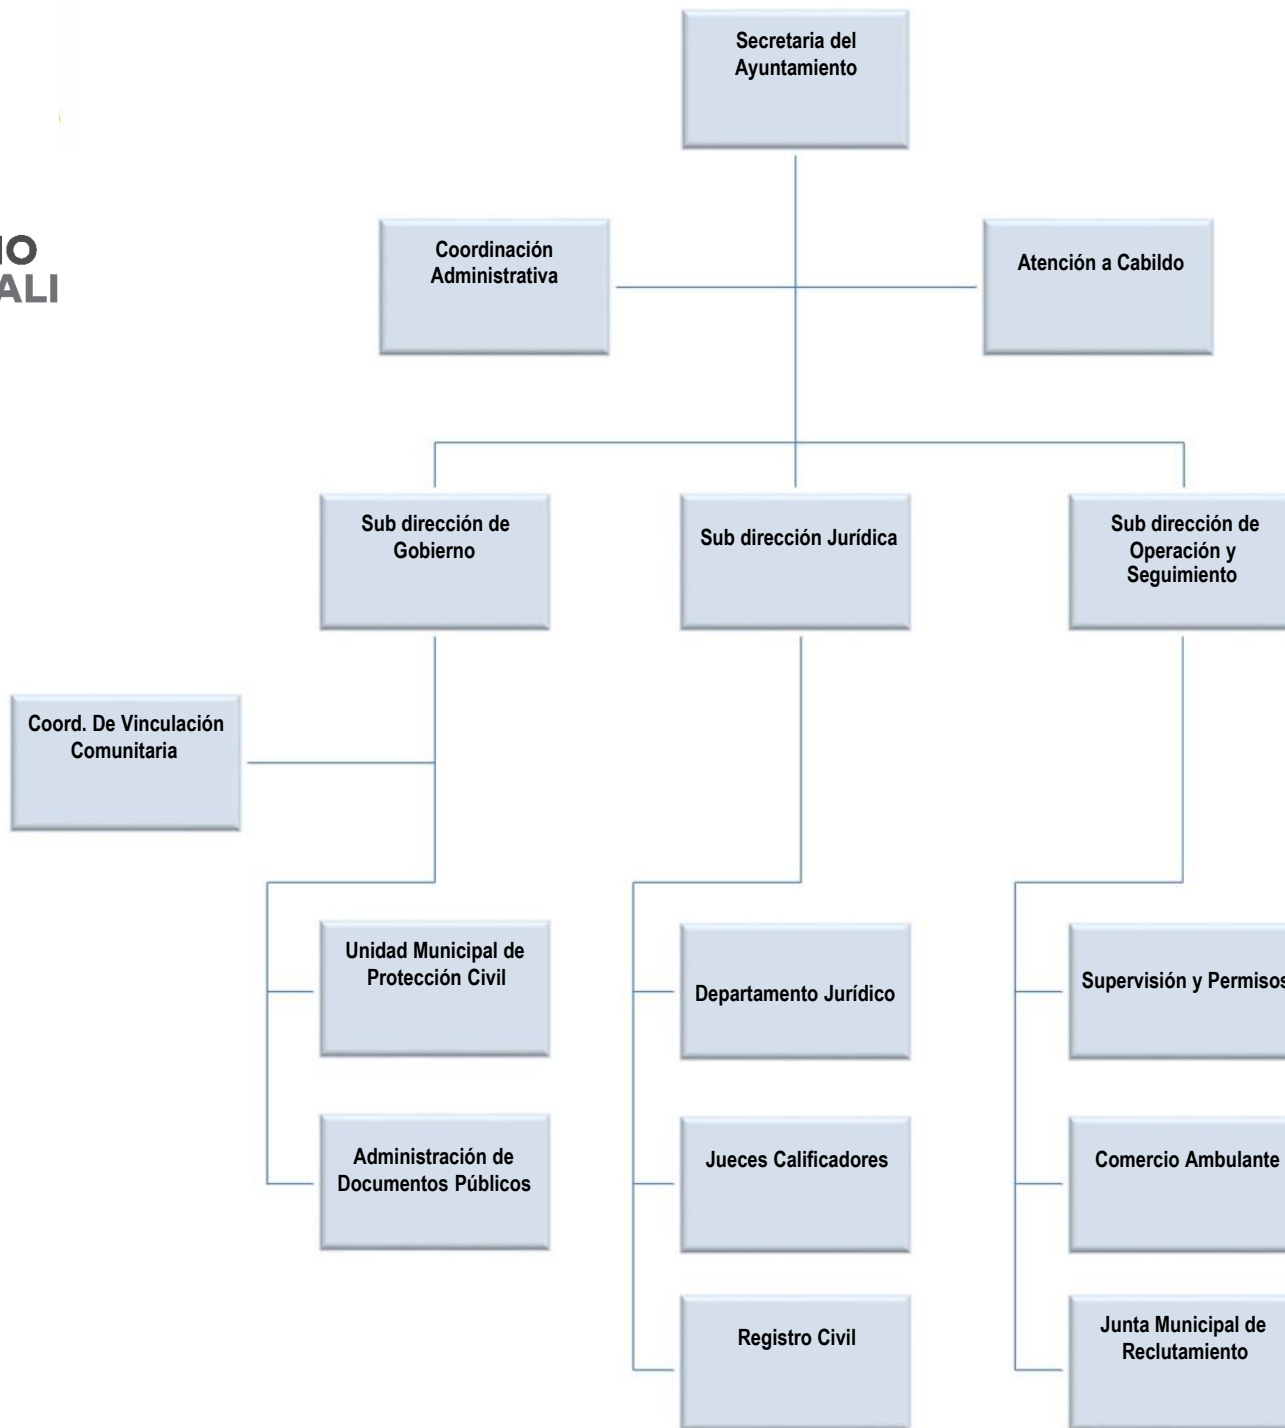 Secretaria del
Ayuntamiento
IO
ALI
Coordinación
Administrativa
Atención a Cabildo
Sub dirección de
Gobierno
Sub dirección Jurídica
Sub dirección de
Operación y
Seguimiento
Coord. De Vinculación
Comunitaria
Unidad Municipal de
Protección Civil
Departamento Jurídico
Supervisión y Permisos
Administración de
Documentos Públicos
Jueces Calificadores
Comercio Ambulante
Registro Civil
Junta Municipal de
Reclutamiento